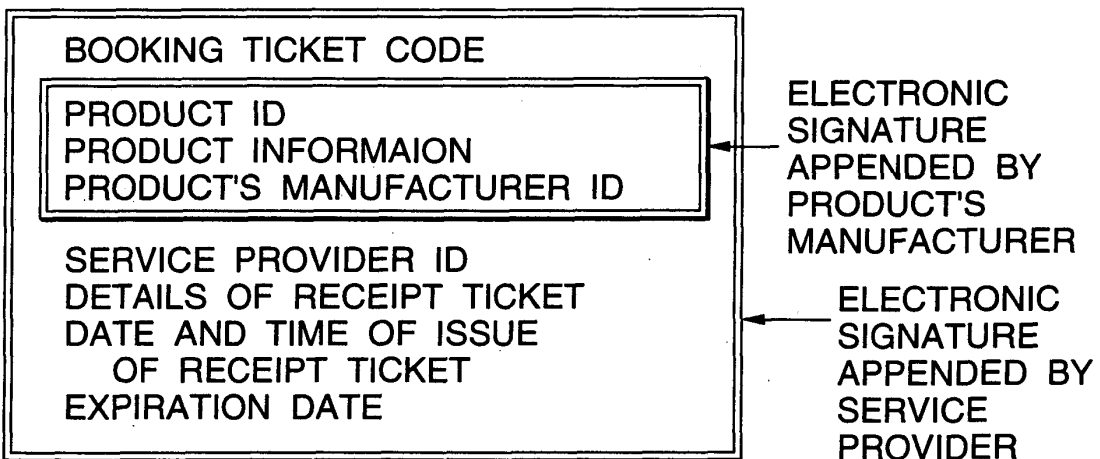 BOOKING TICKET CODE
PRODUCT ID
PRODUCT INFORMAION
PRODUCT'S MANUFACTURER ID
SERVICE PROVIDER ID
DETAILS OF RECEIPT TICKET
DATE AND TIME OF ISSUE
OF RECEIPT TICKET
EXPIRATION DATE
ELECTRONIC
SIGNATURE
APPENDED BY
PRODUCT'S
MANUFACTURER
ELECTRONIC
SIGNATURE
APPENDED BY
SERVICE
PROVIDER